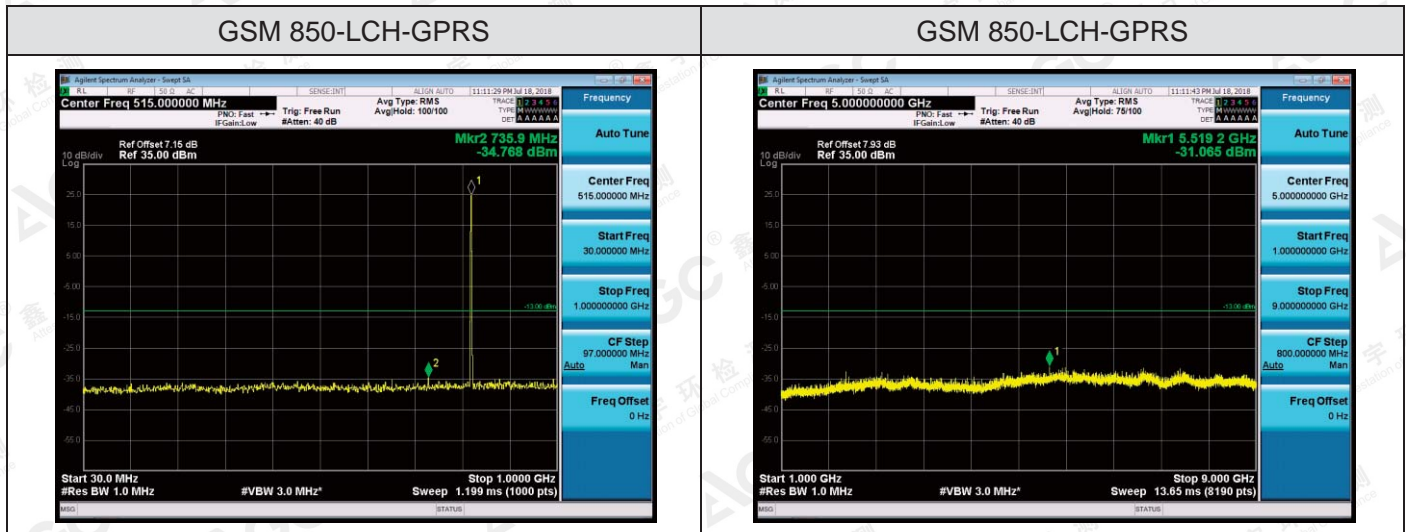 GSM 850-LCH-GPRS
Agilent Spectrum Analyzer - Swept SA
RL RF 50 Ω AC SENSE:INT ALIGN AUTO 11:11:29 PM Jul 18, 2018
Center Freq 515.000000 MHz
PNO: Fast
IFGain:Low
Trig: Free Run
#Atten: 40 dB
Avg Type: RMS
Avg|Hold: 100/100
TRACE 1 2 3 4 5 6
TYPE M W W W W W
DET A A A A A A
Ref Offset 7.15 dB
10 dB/div Ref 35.00 dBm
Log
Mkr2 735.9 MHz
-34.768 dBm
25.0
15.0
5.00
-5.00
-15.0
-25.0
-35.0
-45.0
-55.0
1
-13.00 dBm
2
Start 30.0 MHz Stop 1.0000 GHz
#Res BW 1.0 MHz #VBW 3.0 MHz* Sweep 1.199 ms (1000 pts)
MSG STATUS
Frequency
Auto Tune
Center Freq
515.000000 MHz
Start Freq
30.000000 MHz
Stop Freq
1.000000000 GHz
CF Step
97.000000 MHz
Auto Man
Freq Offset
0 Hz
GSM 850-LCH-GPRS
Agilent Spectrum Analyzer - Swept SA
RL RF 50 Ω AC SENSE:INT ALIGN AUTO 11:11:43 PM Jul 18, 2018
Center Freq 5.000000000 GHz
PNO: Fast
IFGain:Low
Trig: Free Run
#Atten: 40 dB
Avg Type: RMS
Avg|Hold: 75/100
TRACE 1 2 3 4 5 6
TYPE M W W W W W
DET A A A A A A
Ref Offset 7.93 dB
10 dB/div Ref 35.00 dBm
Log
Mkr1 5.519 2 GHz
-31.065 dBm
25.0
15.0
5.00
-5.00
-15.0
-25.0
-35.0
-45.0
-55.0
-13.00 dBm
1
Start 1.000 GHz Stop 9.000 GHz
#Res BW 1.0 MHz #VBW 3.0 MHz* Sweep 13.65 ms (8190 pts)
MSG STATUS
Frequency
Auto Tune
Center Freq
5.000000000 GHz
Start Freq
1.000000000 GHz
Stop Freq
9.000000000 GHz
CF Step
800.000000 MHz
Auto Man
Freq Offset
0 Hz